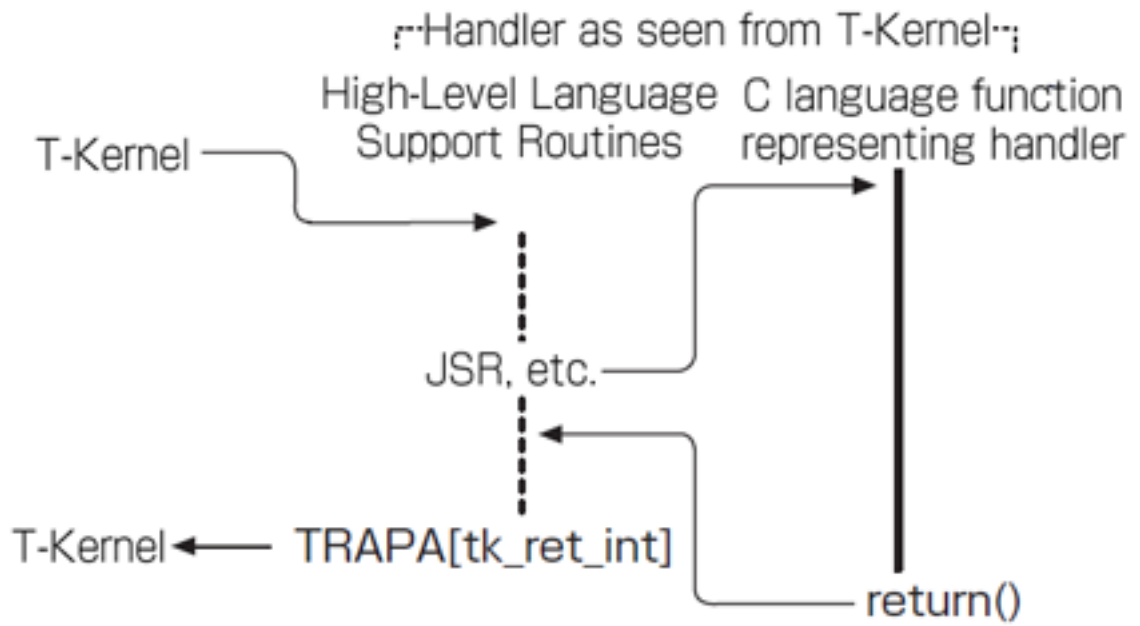 Handler as seen from T-Kernel
High-Level Language
Support Routines
C language function
representing handler
T-Kernel
JSR, etc.
T-Kernel
TRAPA[tk_ret_int]
return()